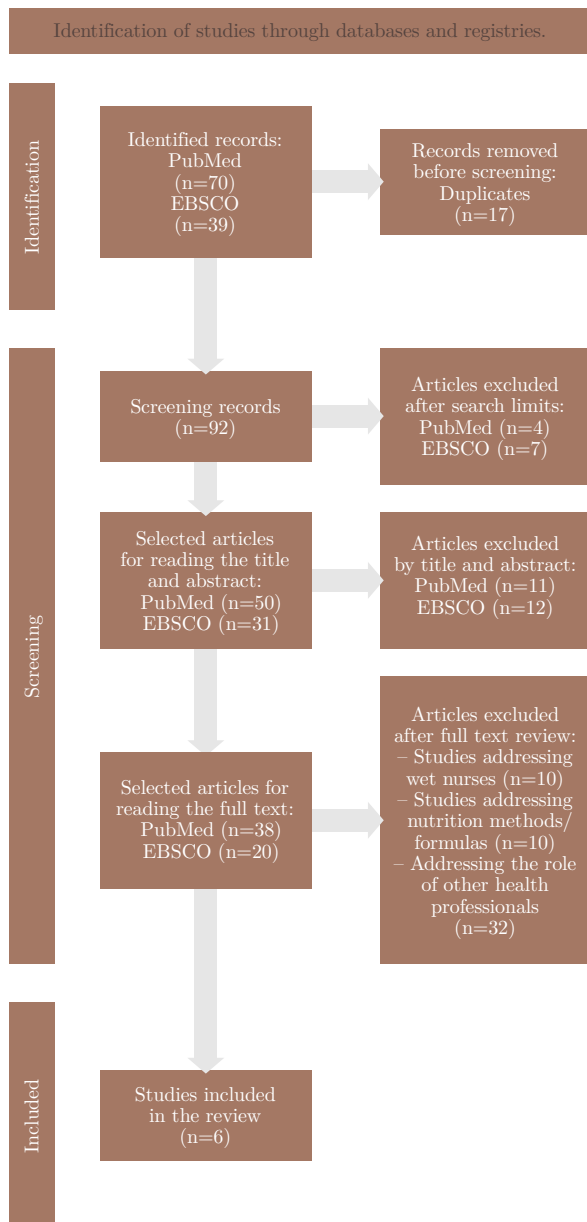 Identification of studies through databases and registries.
Identification
Identified records:
PubMed
(n=70)
EBSCO
(n=39)
Records removed
before screening:
Duplicates
(n=17)
Screening
Screening records
(n=92)
Articles excluded
after search limits:
PubMed (n=4)
EBSCO (n=7)
Selected articles
for reading the title
and abstract:
PubMed (n=50)
EBSCO (n=31)
Articles excluded
by title and abstract:
PubMed (n=11)
EBSCO (n=12)
Selected articles for
reading the full text:
PubMed (n=38)
EBSCO (n=20)
Articles excluded
after full text review:
– Studies addressing
wet nurses (n=10)
– Studies addressing
nutrition methods/
formulas (n=10)
– Addressing the role
of other health
professionals
(n=32)
Included
Studies included
in the review
(n=6)